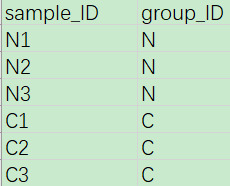 sample_ID group_ID
N1 N
N2 N
N3 N
C1 C
C2 C
C3 C